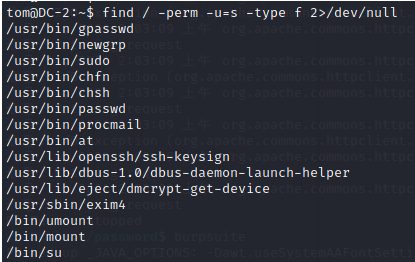 tom@DC-2:~$ find / -perm -u=s -type f 2>/dev/null
/usr/bin/gpasswd
/usr/bin/newgrp
/usr/bin/sudo
/usr/bin/chfn
/usr/bin/chsh
/usr/bin/passwd
/usr/bin/procmail
/usr/bin/at
/usr/lib/openssh/ssh-keysign
/usr/lib/dbus-1.0/dbus-daemon-launch-helper
/usr/lib/eject/dmcrypt-get-device
/usr/sbin/exim4
/bin/umount
/bin/mount
/bin/su